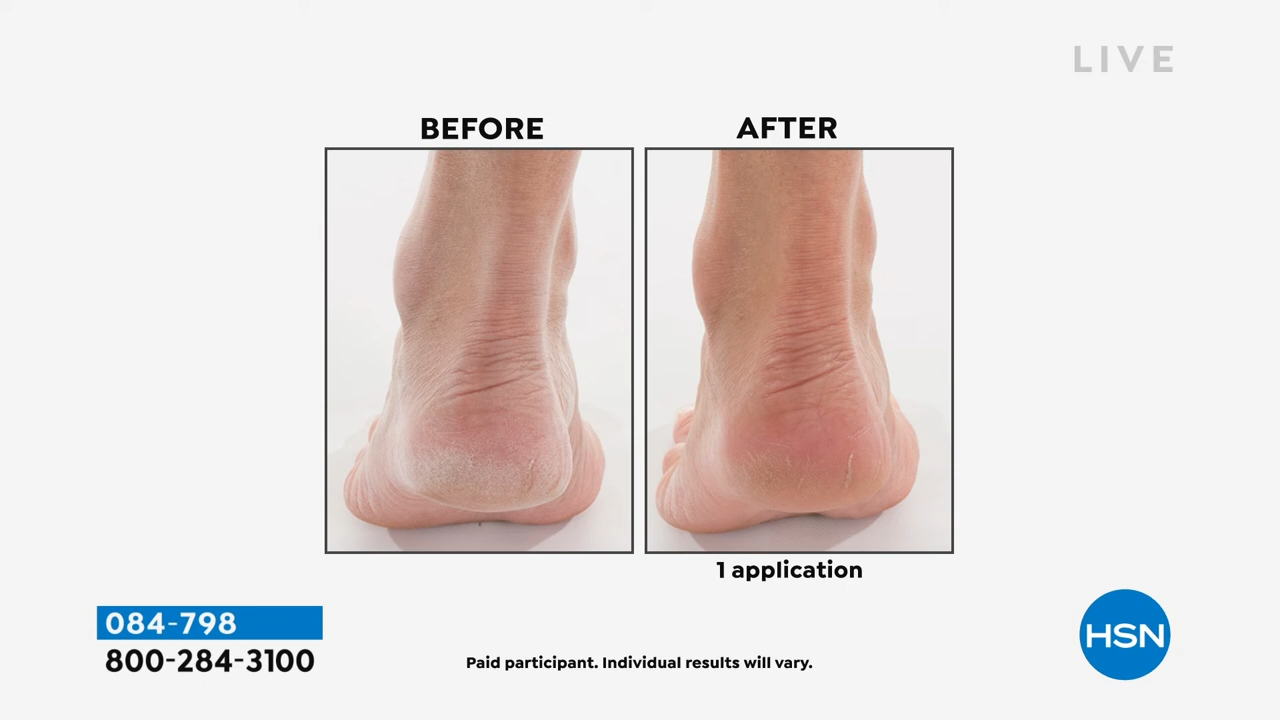 LIVE
BEFORE
AFTER
1 application
084-798
800-284-3100
Paid participant. Individual results will vary.
HSN